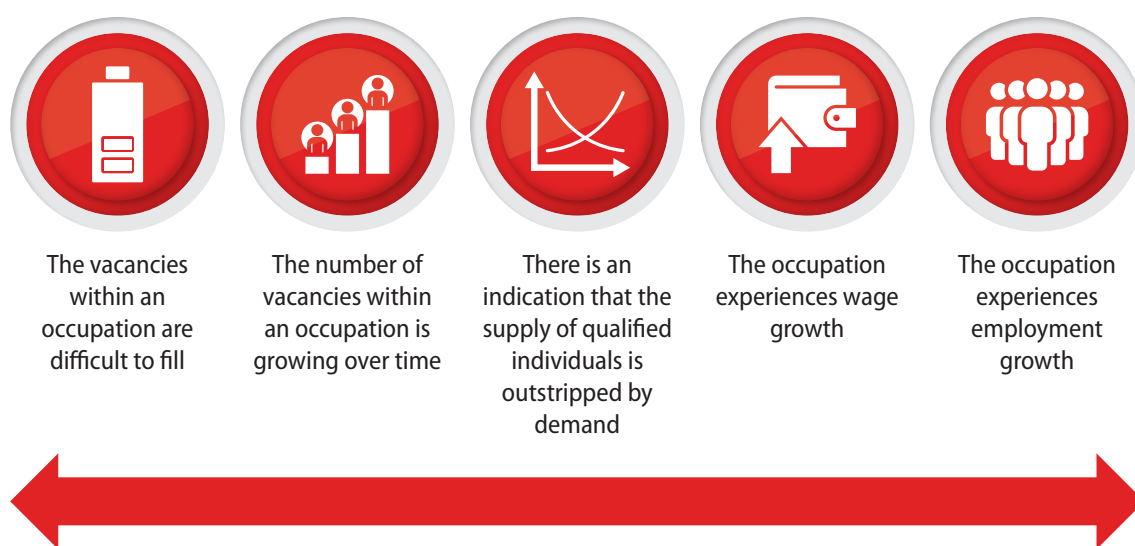 The vacancies
within an
occupation are
difficult to fill
The number of
vacancies within
an occupation is
growing over time
There is an
indication that the
supply of qualified
individuals is
outstripped by
demand
The occupation
experiences wage
growth
The occupation
experiences
employment
growth